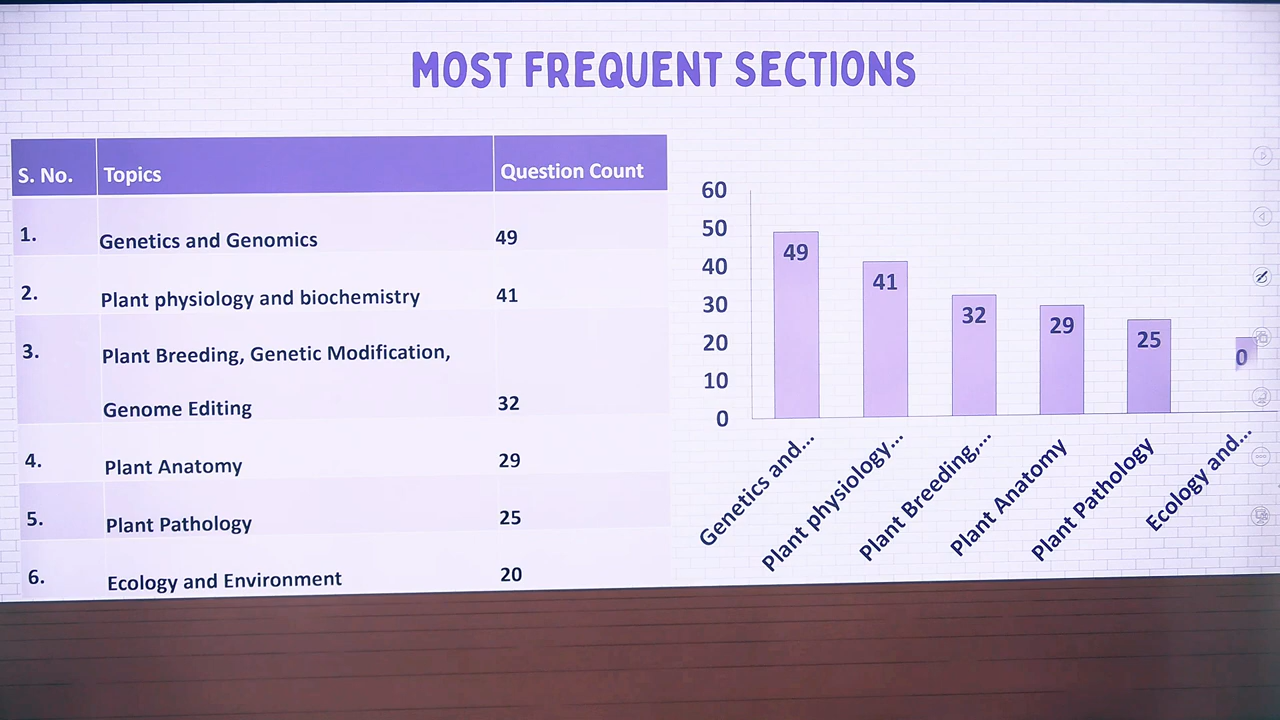 MOST FREQUENT SECTIONS
S. No. Topics Question Count
1. Genetics and Genomics 49
2. Plant physiology and biochemistry 41
3. Plant Breeding, Genetic Modification,
Genome Editing 32
4. Plant Anatomy 29
5. Plant Pathology 25
6. Ecology and Environment 20
60
50
40
30
20
10
0
49
41
32
29
25
0
Genetics and...
Plant physiology...
Plant Breeding,...
Plant Anatomy
Plant Pathology
Ecology and...